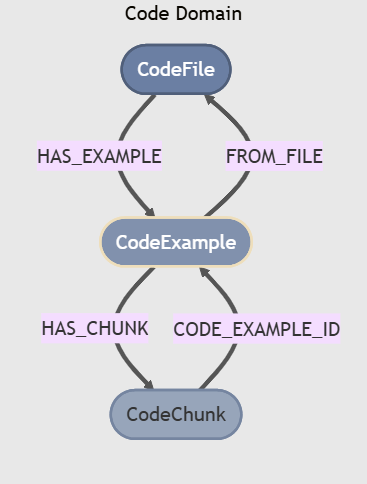 Code Domain
CodeFile
HAS_EXAMPLE
FROM_FILE
CodeExample
HAS_CHUNK
CODE_EXAMPLE_ID
CodeChunk